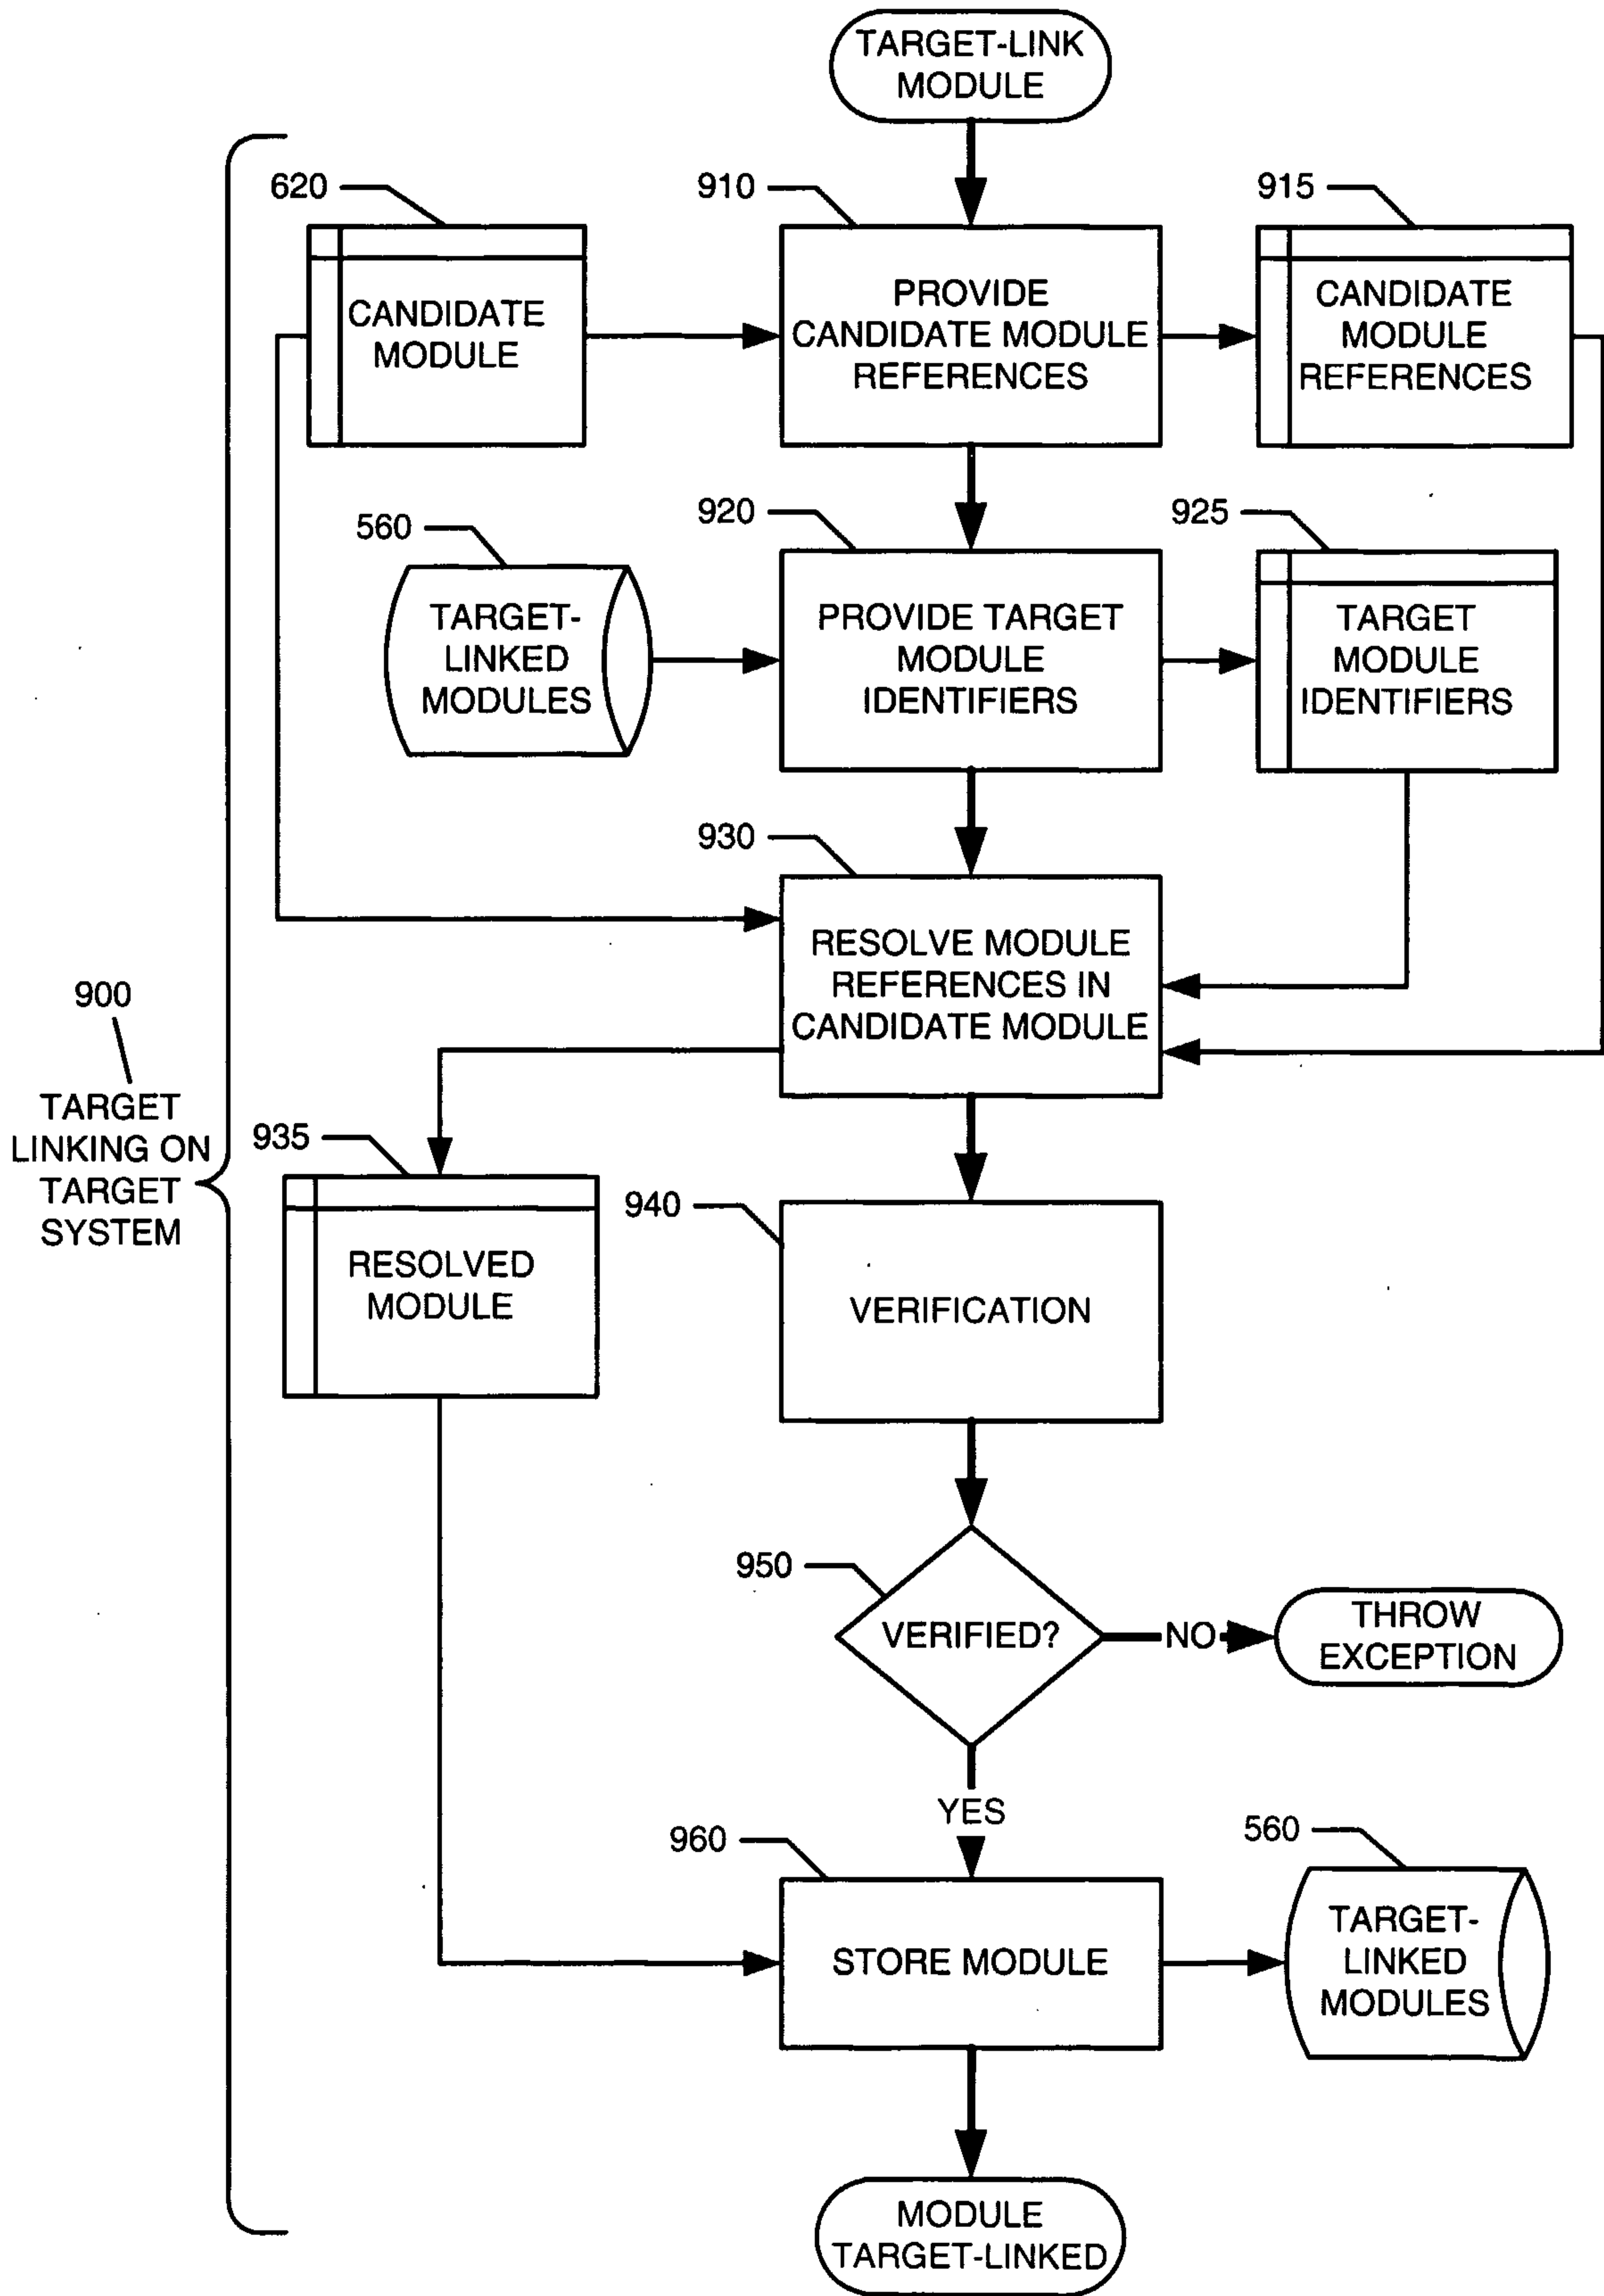 TARGET-LINK
MODULE
620
910
915
CANDIDATE
MODULE
PROVIDE
CANDIDATE MODULE
REFERENCES
CANDIDATE
MODULE
REFERENCES
560
920
925
TARGET-
LINKED
MODULES
PROVIDE TARGET
MODULE
IDENTIFIERS
TARGET
MODULE
IDENTIFIERS
930
RESOLVE MODULE
REFERENCES IN
CANDIDATE MODULE
900
TARGET
LINKING ON
TARGET
SYSTEM
935
RESOLVED
MODULE
940
VERIFICATION
950
VERIFIED?
NO
THROW
EXCEPTION
YES
960
STORE MODULE
560
TARGET-
LINKED
MODULES
MODULE
TARGET-LINKED